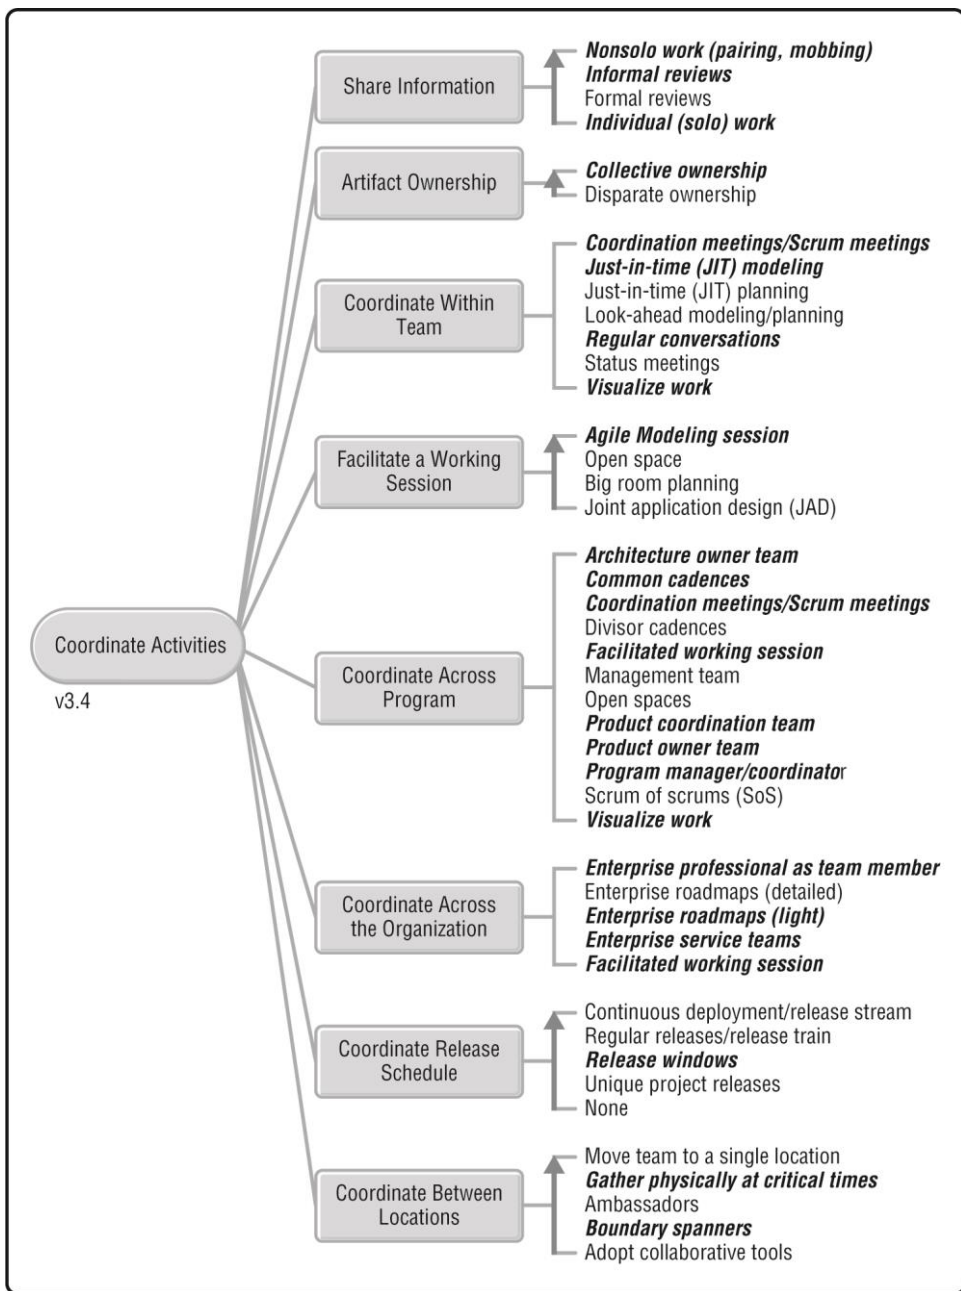 Share Information
Nonsolo work (pairing, mobbing)
Informal reviews
Formal reviews
Individual (solo) work
Artifact Ownership
Collective ownership
Disparate ownership
Coordinate Within
Team
Coordination meetings/Scrum meetings
Just-in-time (JIT) modeling
Just-in-time (JIT) planning
Look-ahead modeling/planning
Regular conversations
Status meetings
Visualize work
Facilitate a Working
Session
Agile Modeling session
Open space
Big room planning
Joint application design (JAD)
Coordinate Activities
v3.4
Coordinate Across
Program
Architecture owner team
Common cadences
Coordination meetings/Scrum meetings
Divisor cadences
Facilitated working session
Management team
Open spaces
Product coordination team
Product owner team
Program manager/coordinator
Scrum of scrums (SoS)
Visualize work
Coordinate Across
the Organization
Enterprise professional as team member
Enterprise roadmaps (detailed)
Enterprise roadmaps (light)
Enterprise service teams
Facilitated working session
Coordinate Release
Schedule
Continuous deployment/release stream
Regular releases/release train
Release windows
Unique project releases
None
Coordinate Between
Locations
Move team to a single location
Gather physically at critical times
Ambassadors
Boundary spanners
Adopt collaborative tools